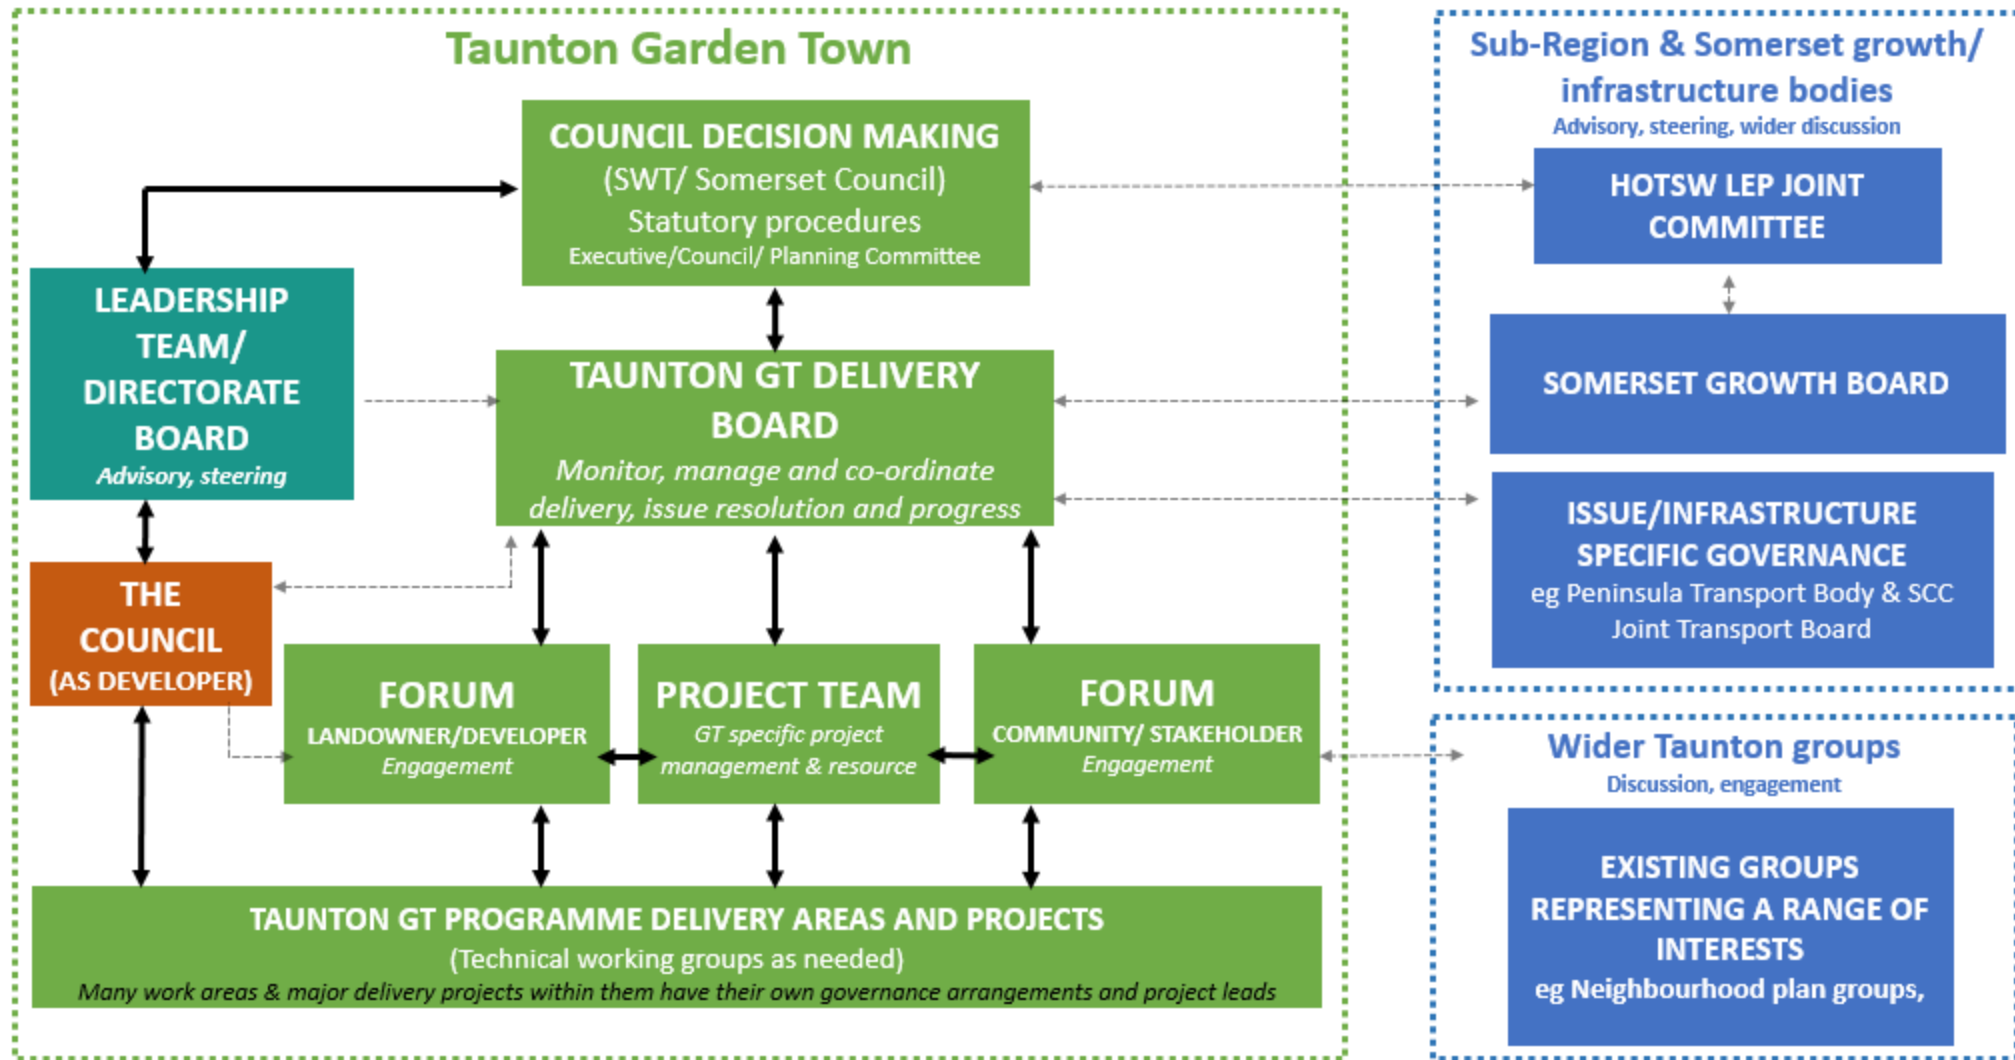 Taunton Garden Town
COUNCIL DECISION MAKING
(SWT/ Somerset Council)
Statutory procedures
Executive/Council/ Planning Committee
LEADERSHIP
TEAM/
DIRECTORATE
BOARD
Advisory, steering
TAUNTON GT DELIVERY
BOARD
Monitor, manage and co-ordinate
delivery, issue resolution and progress
THE
COUNCIL
(AS DEVELOPER)
FORUM
LANDOWNER/DEVELOPER
Engagement
PROJECT TEAM
GT specific project
management & resource
FORUM
COMMUNITY/ STAKEHOLDER
Engagement
TAUNTON GT PROGRAMME DELIVERY AREAS AND PROJECTS
(Technical working groups as needed)
Many work areas & major delivery projects within them have their own governance arrangements and project leads
Sub-Region & Somerset growth/
infrastructure bodies
Advisory, steering, wider discussion
HOTSW LEP JOINT
COMMITTEE
SOMERSET GROWTH BOARD
ISSUE/INFRASTRUCTURE
SPECIFIC GOVERNANCE
eg Peninsula Transport Body & SCC
Joint Transport Board
Wider Taunton groups
Discussion, engagement
EXISTING GROUPS
REPRESENTING A RANGE OF
INTERESTS
eg Neighbourhood plan groups,